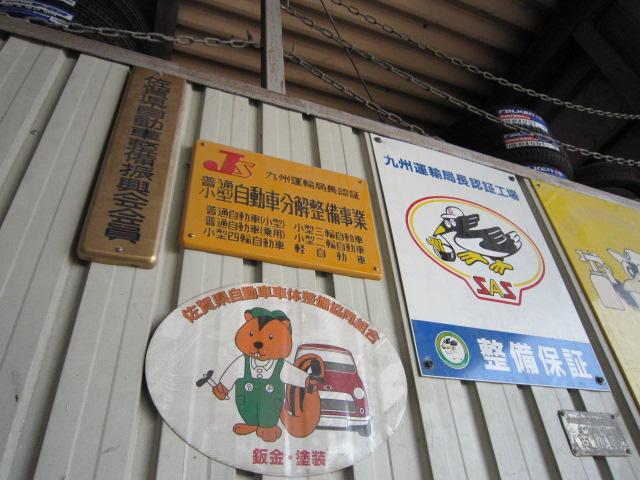 佐賀県自動車整備振興会会員
JS
九州運輸局長認証
普通
小型
自動車分解整備事業
普通自動車(小型)
普通自動車(乗用)
小型四輪自動車
小型三輪自動車
小型二輪自動車
軽自動車
九州運輸局長認証工場
SAS
整備保証
佐賀県自動車車体整備協同組合
鈑金・塗装
FALKEN